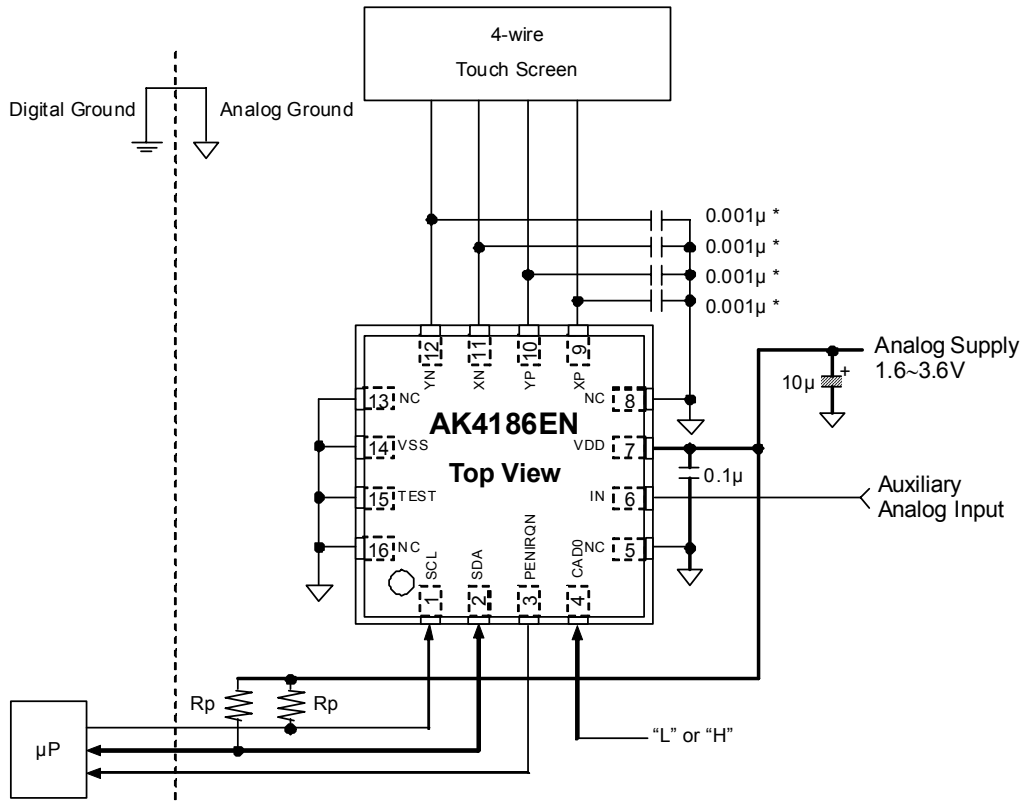 4-wire
Touch Screen
Digital Ground
Analog Ground
0.001µ *
0.001µ *
0.001µ *
0.001µ *
12
11
10
9
YN
XN
YP
XP
Analog Supply
1.6~3.6V
10µ
+
13
NC
NC
8
AK4186EN
14
VSS
VDD
7
Top View
0.1µ
15
TEST
IN
6
Auxiliary
Analog Input
16
NC
NC
5
SCL
SDA
PENIRQN
CAD0
1
2
3
4
Rp
Rp
µP
“L” or “H”